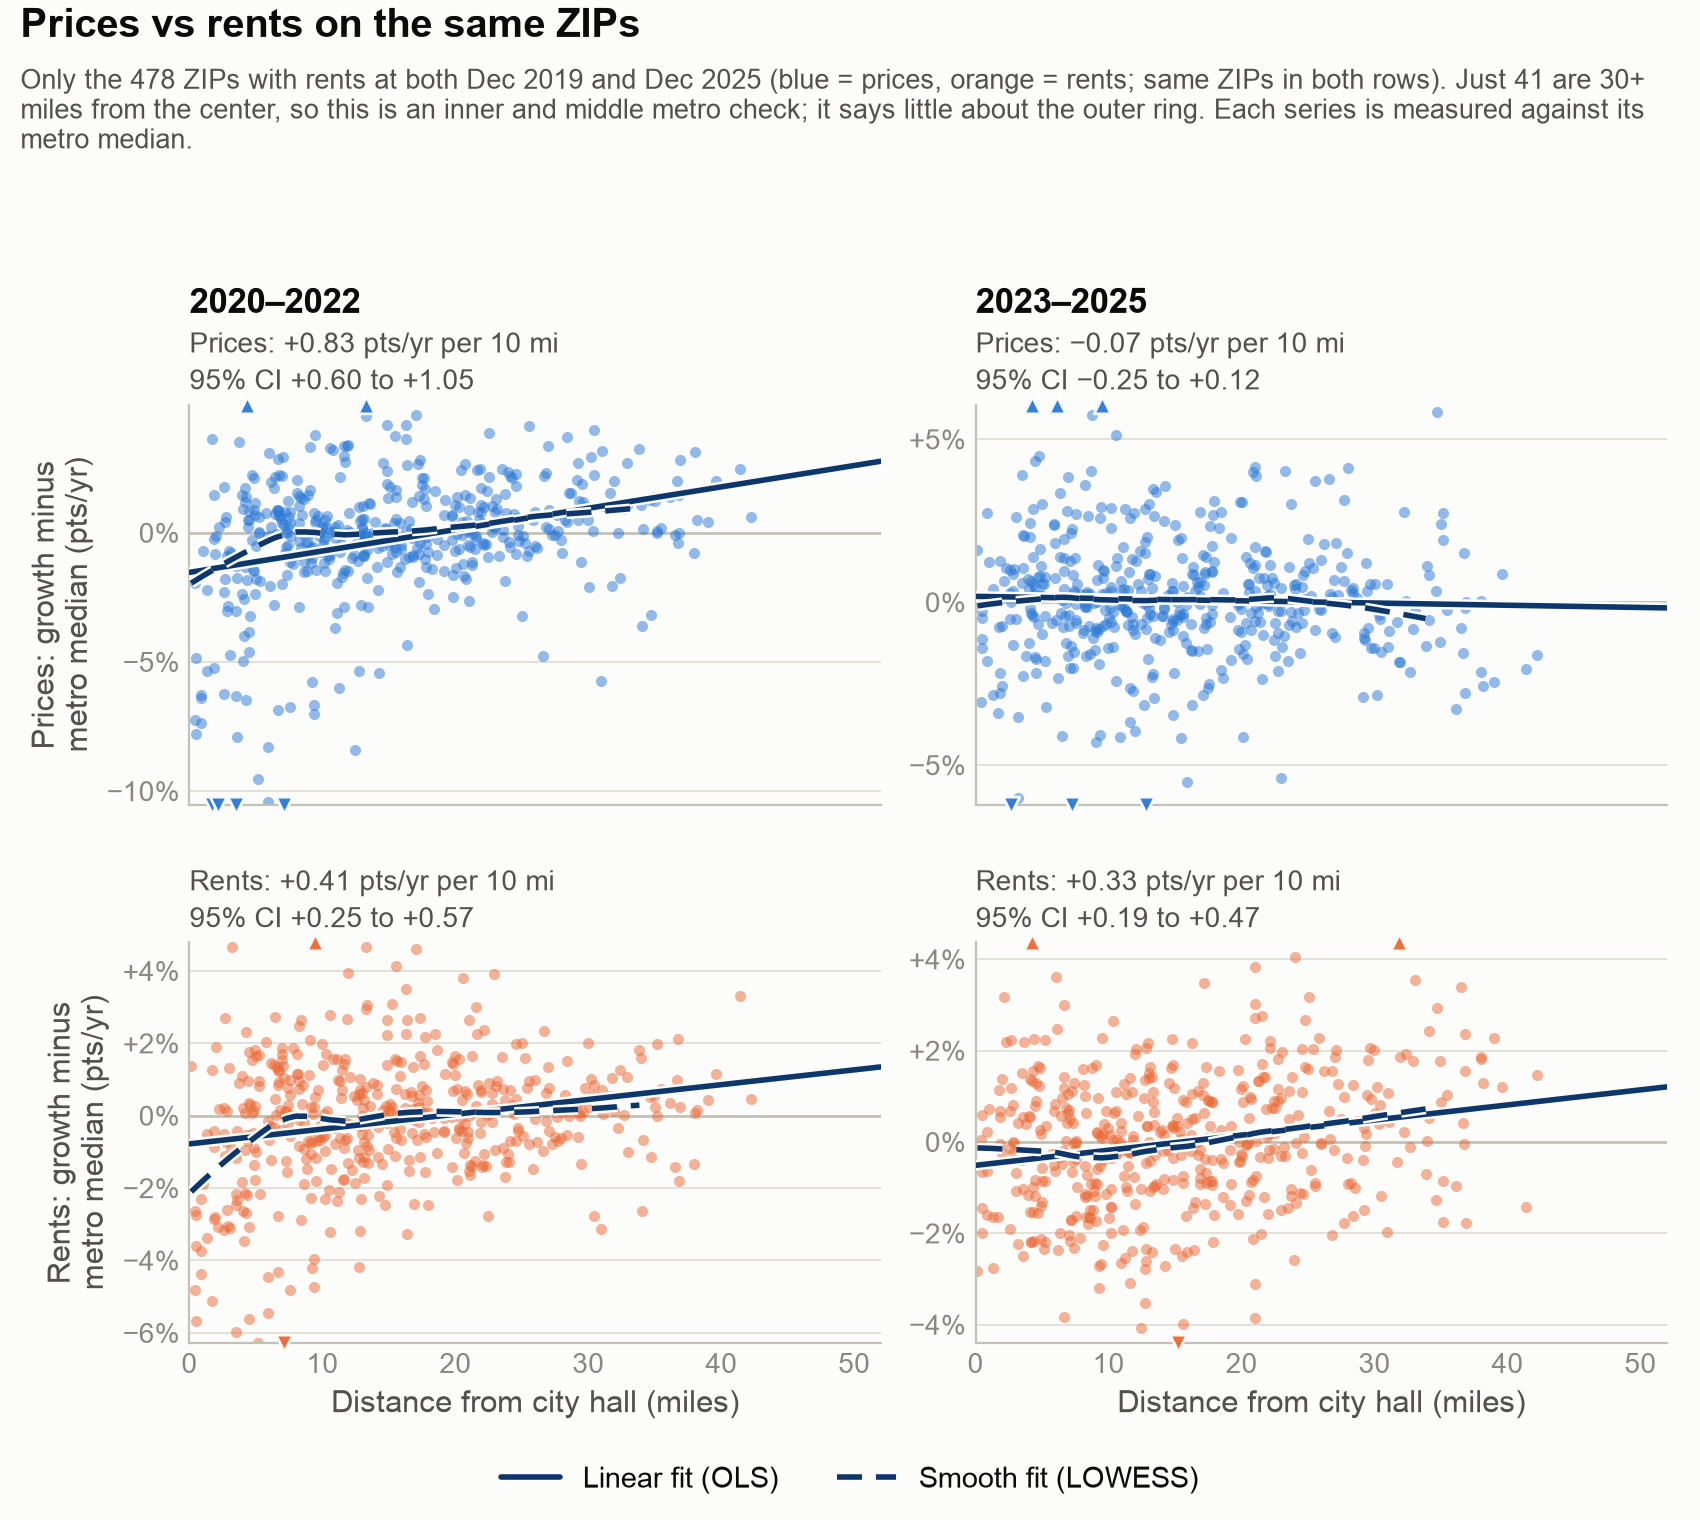 Prices vs rents on the same ZIPs
Only the 478 ZIPs with rents at both Dec 2019 and Dec 2025 (blue = prices, orange = rents; same ZIPs in both rows). Just 41 are 30+
miles from the center, so this is an inner and middle metro check; it says little about the outer ring. Each series is measured against its
metro median.
2020–2022
Prices: +0.83 pts/yr per 10 mi
95% CI +0.60 to +1.05
2023–2025
Prices: −0.07 pts/yr per 10 mi
95% CI −0.25 to +0.12
Prices: growth minus
metro median (pts/yr)
0%
−5%
−10%
+5%
0%
−5%
Rents: +0.41 pts/yr per 10 mi
95% CI +0.25 to +0.57
Rents: +0.33 pts/yr per 10 mi
95% CI +0.19 to +0.47
Rents: growth minus
metro median (pts/yr)
+4%
+2%
0%
−2%
−4%
−6%
+4%
+2%
0%
−2%
−4%
0 10 20 30 40 50
0 10 20 30 40 50
Distance from city hall (miles)
Distance from city hall (miles)
Linear fit (OLS)
Smooth fit (LOWESS)